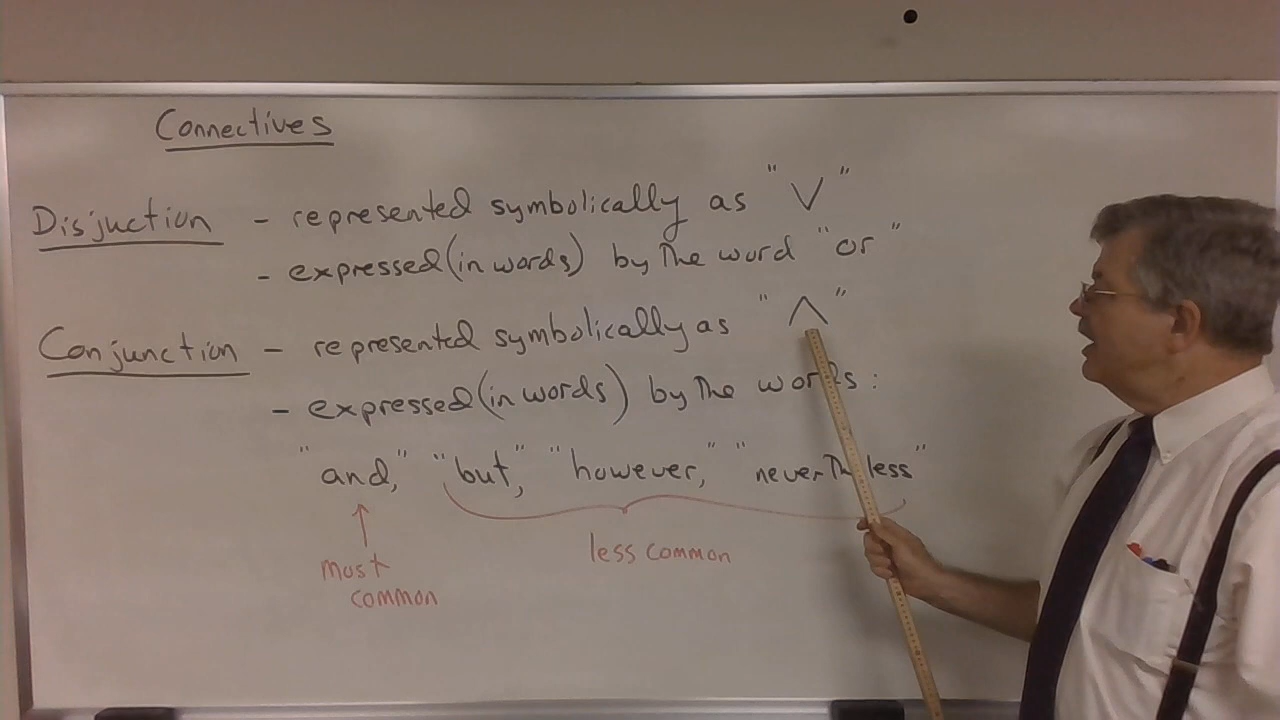 Connectives
Disjuction - represented symbolically as "V"
- expressed (in words) by the word "or"
Conjunction - represented symbolically as "Λ"
- expressed (in words) by the words:
"and," "but," "however," "nevertheless"
most less common
common